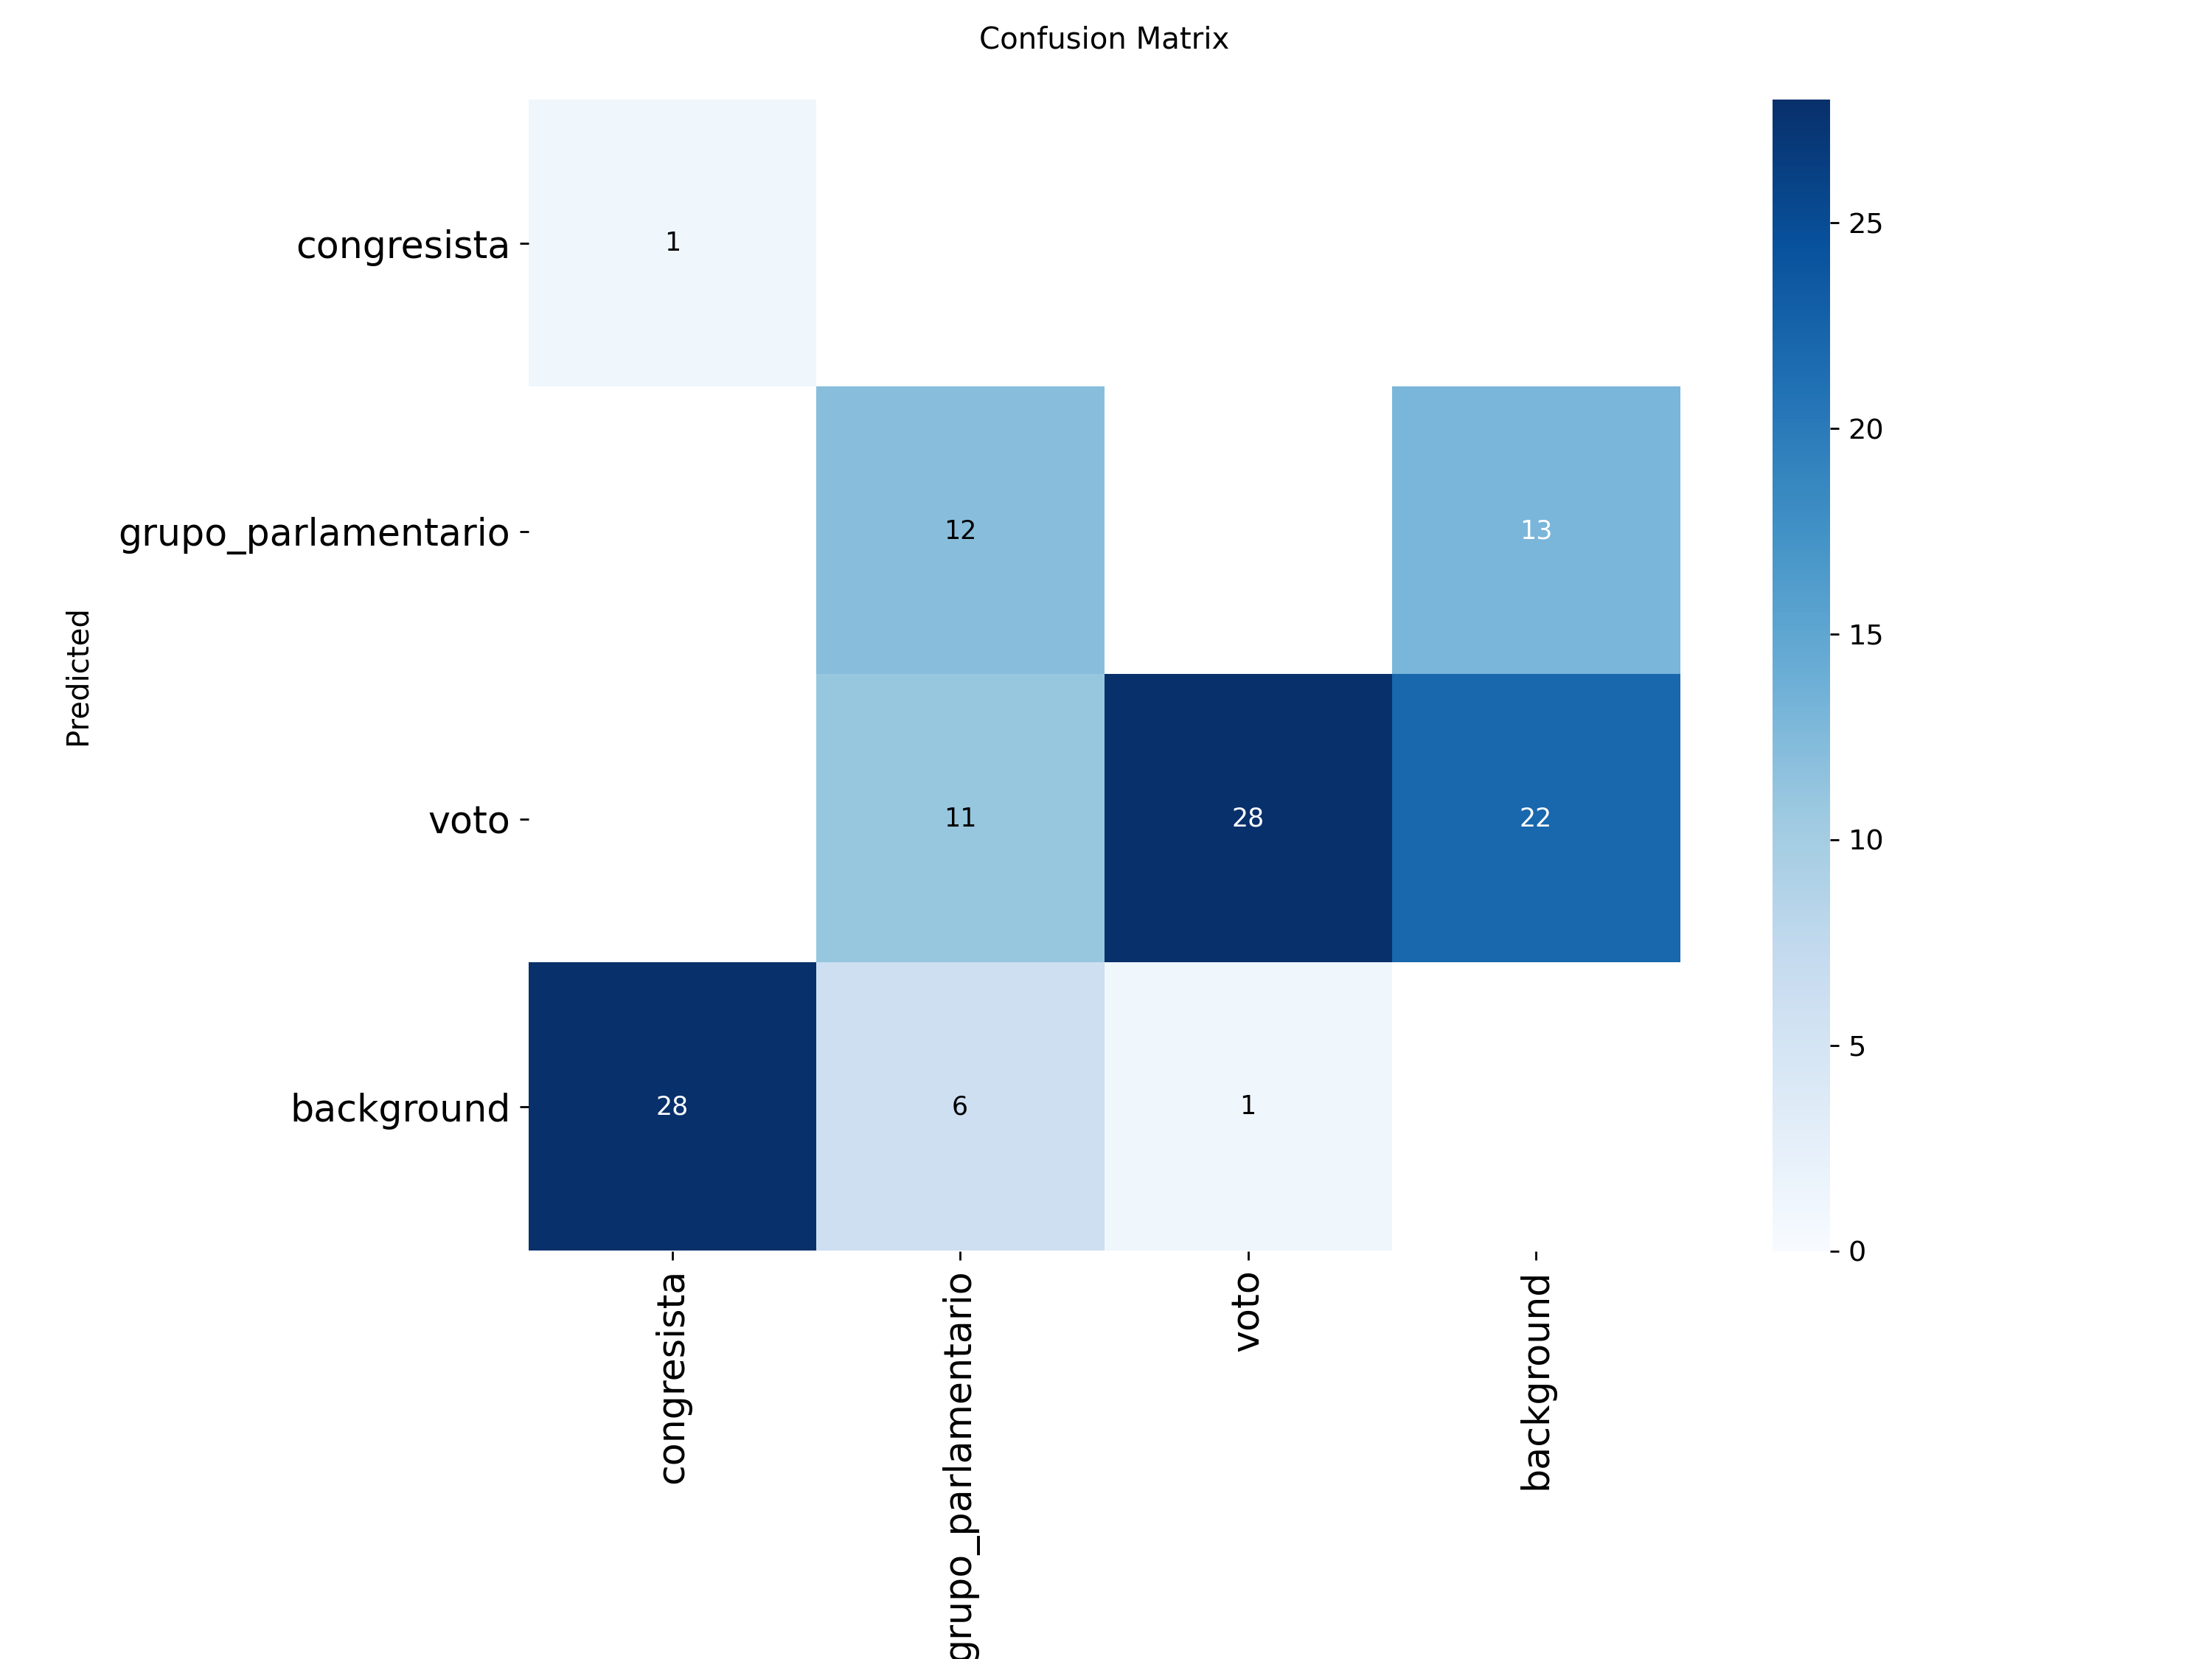 Confusion Matrix
Predicted
congresista
1
grupo_parlamentario
12
13
voto
11
28
22
background
28
6
1
congresista
grupo_parlamentario
voto
background
25
20
15
10
5
0